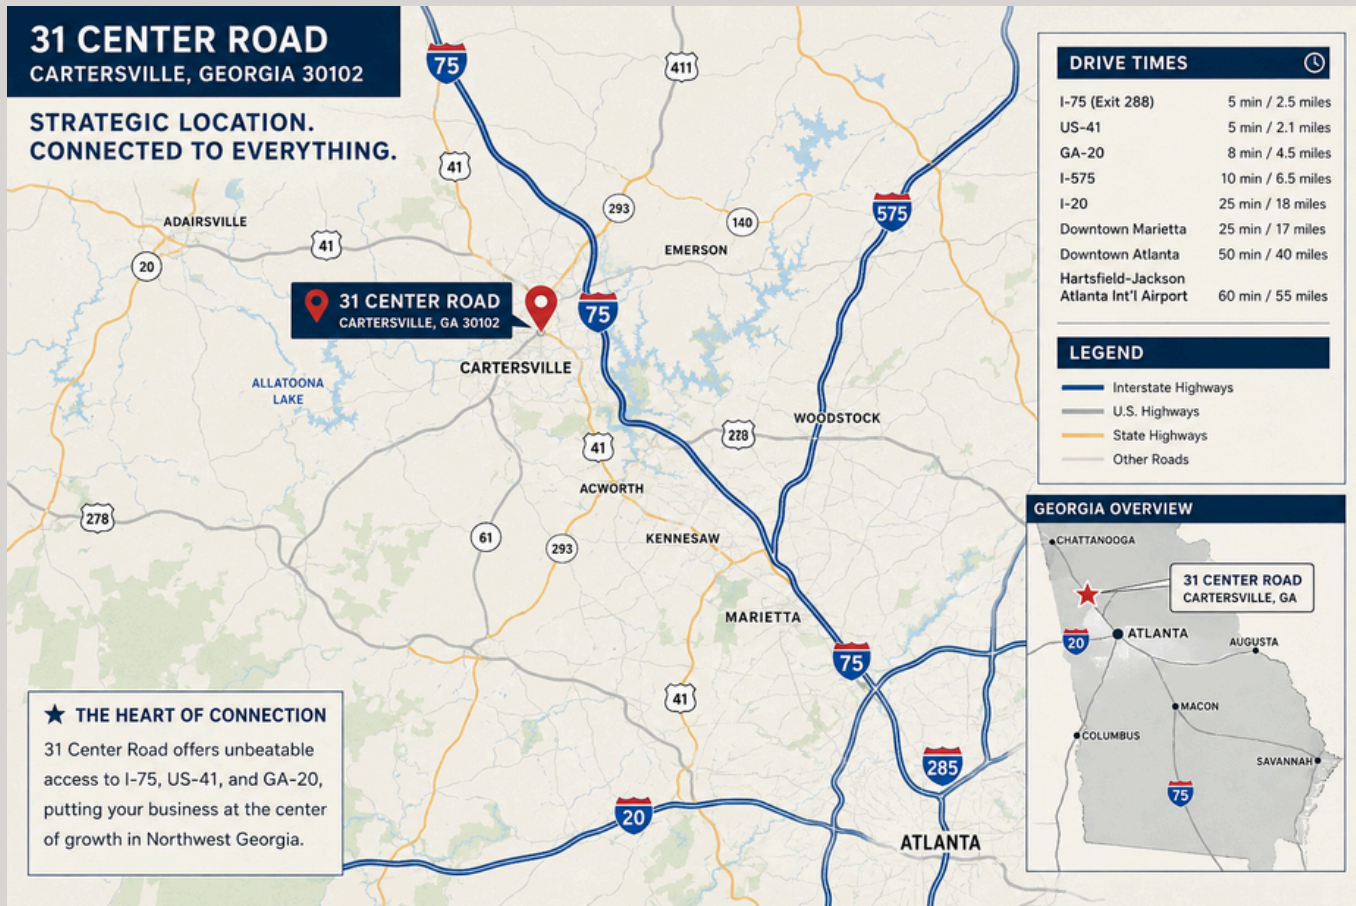 31 CENTER ROAD
CARTERSVILLE, GEORGIA 30102
STRATEGIC LOCATION.
CONNECTED TO EVERYTHING.
75
411
41
293
140
575
ADAIRSVILLE
41
20
EMERSON
31 CENTER ROAD
CARTERSVILLE, GA 30102
75
CARTERSVILLE
ALLATOONA
LAKE
WOODSTOCK
228
41
ACWORTH
278
61
293
KENNESAW
MARIETTA
75
41
285
20
ATLANTA
★ THE HEART OF CONNECTION
31 Center Road offers unbeatable
access to I-75, US-41, and GA-20,
putting your business at the center
of growth in Northwest Georgia.
DRIVE TIMES
I-75 (Exit 288) 5 min / 2.5 miles
US-41 5 min / 2.1 miles
GA-20 8 min / 4.5 miles
I-575 10 min / 6.5 miles
I-20 25 min / 18 miles
Downtown Marietta 25 min / 17 miles
Downtown Atlanta 50 min / 40 miles
Hartsfield-Jackson
Atlanta Int'l Airport 60 min / 55 miles
LEGEND
Interstate Highways
U.S. Highways
State Highways
Other Roads
GEORGIA OVERVIEW
CHATTANOOGA
31 CENTER ROAD
CARTERSVILLE, GA
20
ATLANTA
AUGUSTA
MACON
COLUMBUS
SAVANNAH
75